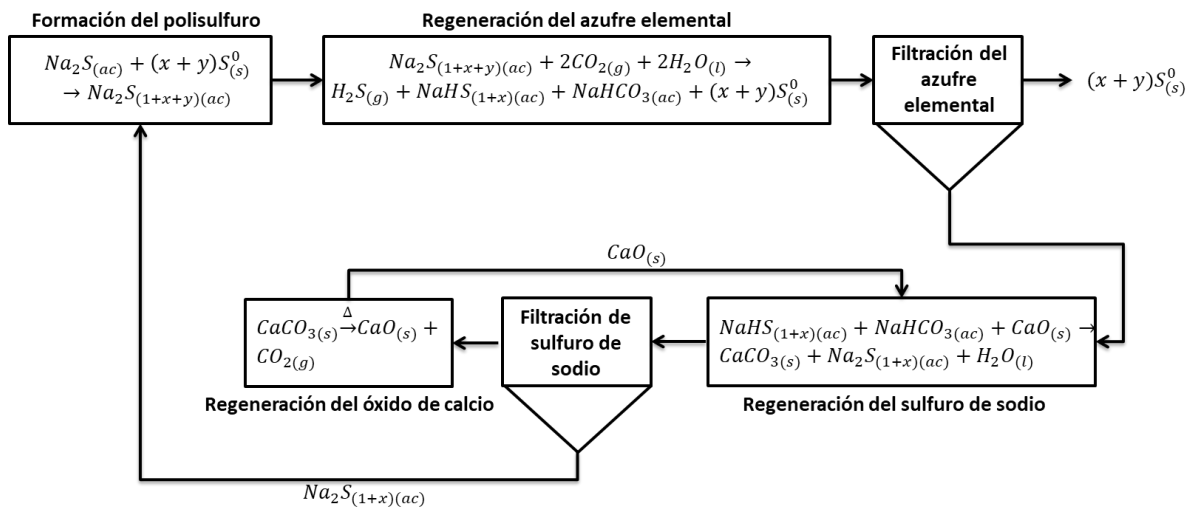 Formación del polisulfuro
Na₂S₍ac₎ + (x + y)S⁰₍s₎
→ Na₂S₍₁₊ₓ₊y₎₍ac₎
Regeneración del azufre elemental
Na₂S₍₁₊ₓ₊y₎₍ac₎ + 2CO₂₍g₎ + 2H₂O₍l₎ →
H₂S₍g₎ + NaHS₍₁₊ₓ₎₍ac₎ + NaHCO₃₍ac₎ + (x + y)S⁰₍s₎
Filtración del
azufre
elemental
(x + y)S⁰₍s₎
CaO₍s₎
CaCO₃₍s₎ →Δ CaO₍s₎ +
CO₂₍g₎
Regeneración del óxido de calcio
Filtración de
sulfuro de
sodio
NaHS₍₁₊ₓ₎₍ac₎ + NaHCO₃₍ac₎ + CaO₍s₎ →
CaCO₃₍s₎ + Na₂S₍₁₊ₓ₎₍ac₎ + H₂O₍l₎
Regeneración del sulfuro de sodio
Na₂S₍₁₊ₓ₎₍ac₎